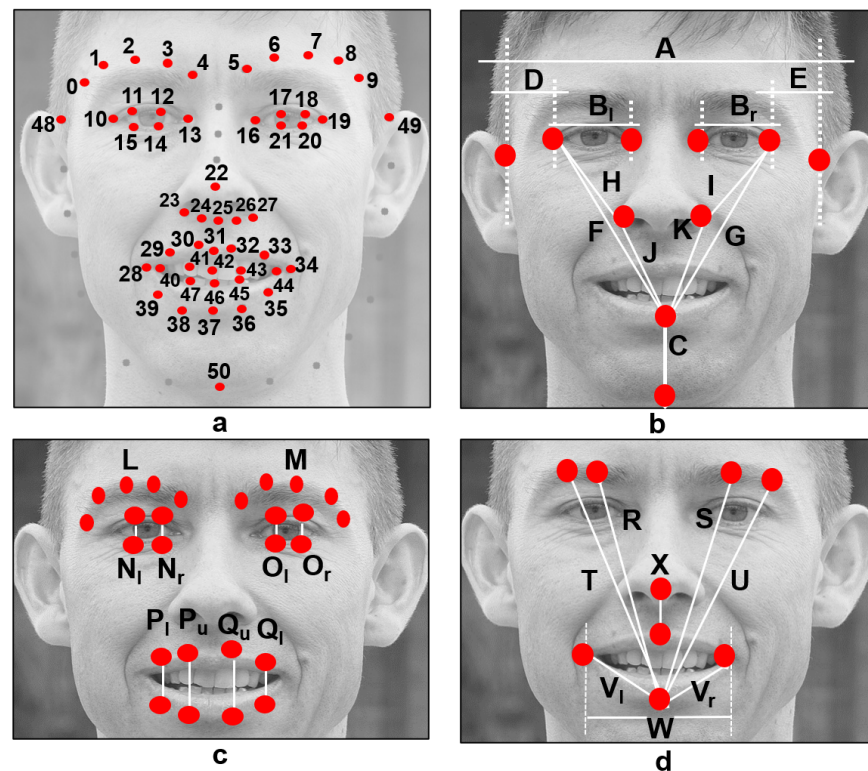 0 1 2 3 4 5 6 7 8 9
48 10 11 12 13 16 17 18 19 49
15 14 21 20
22
23 24 25 26 27
29 30 31 32 33
28 41 42 43 34
40 47 46 45 44
39 38 37 36 35
50
a
A
D E
Bl Br
H I
F J K G
C
b
L M
Nl Nr Ol Or
Pl Pu Qu Ql
c
R S
T X U
Vl Vr
W
d